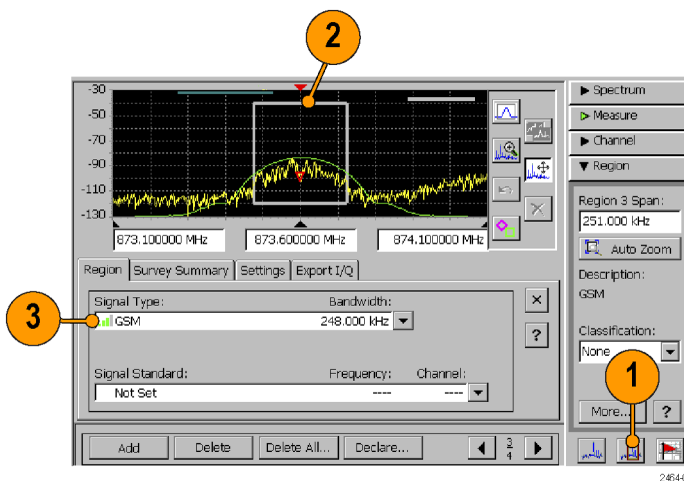 2
-30
-50
-70
-90
-110
-130
873.100000 MHz
873.600000 MHz
874.100000 MHz
Region
Survey Summary
Settings
Export I/Q
3
Signal Type:
Bandwidth:
GSM
248.000 kHz
?
Signal Standard:
Frequency:
Channel:
Not Set
----
----
Add
Delete
Delete All...
Declare...
3
4
Spectrum
Measure
Channel
Region
Region 3 Span:
251.000 kHz
Auto Zoom
Description:
GSM
Classification:
None
1
More...
?